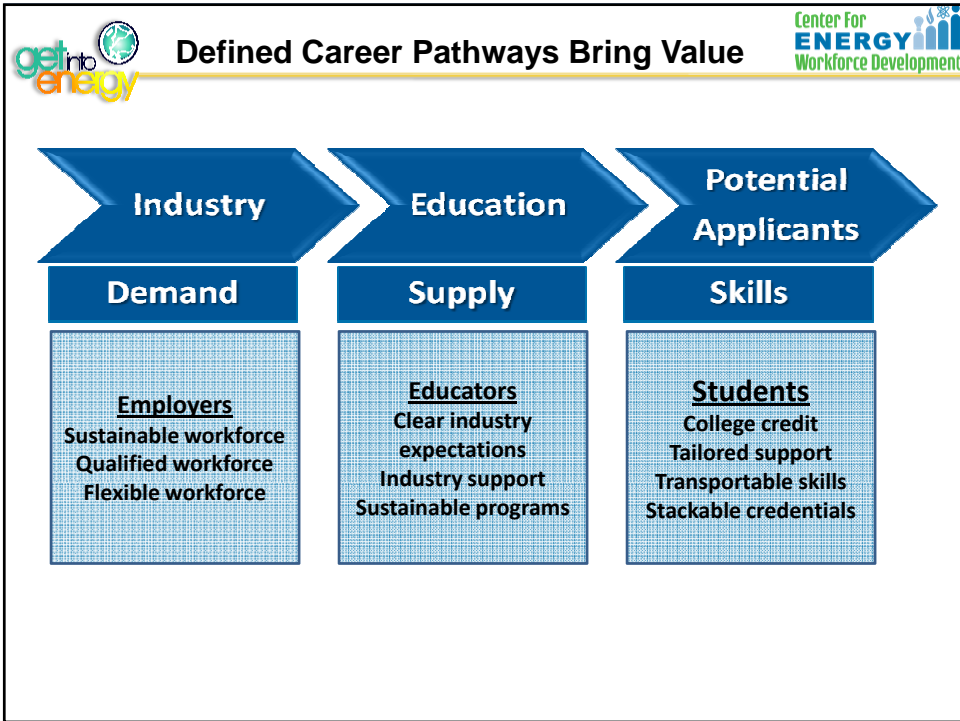 get into
energy
Defined Career Pathways Bring Value
Center For
ENERGY
Workforce Development
Industry
Education
Potential
Applicants
Demand
Supply
Skills
Employers
Sustainable workforce
Qualified workforce
Flexible workforce
Educators
Clear industry
expectations
Industry support
Sustainable programs
Students
College credit
Tailored support
Transportable skills
Stackable credentials